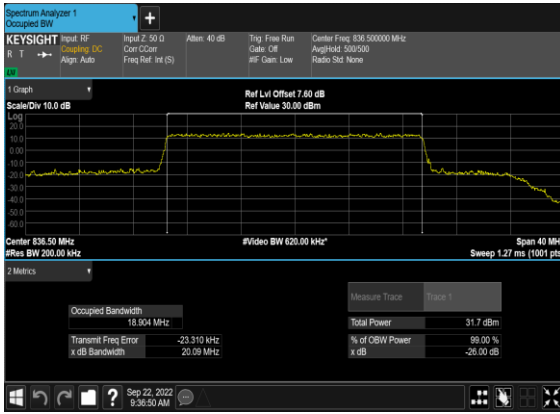 Spectrum Analyzer 1
Occupied BW
KEYSIGHT Input: RF Input Z: 50 Ω Atten: 40 dB Trig: Free Run Center Freq: 836.500000 MHz
R T Coupling: DC Corr CCorr Gate: Off Avg|Hold: 500/500
Align: Auto Freq Ref: Int (S) #IF Gain: Low Radio Std: None
1 Graph
Ref Lvl Offset 7.60 dB
Scale/Div 10.0 dB Ref Value 30.00 dBm
Log
20.0
10.0
0.00
-10.0
-20.0
-30.0
-40.0
-50.0
-60.0
Center 836.50 MHz #Video BW 620.00 kHz* Span 40 MH
#Res BW 200.00 kHz Sweep 1.27 ms (1001 pts
2 Metrics
Measure Trace Trace 1
Occupied Bandwidth
18.904 MHz Total Power 31.7 dBm
Transmit Freq Error -23.310 kHz % of OBW Power 99.00 %
x dB Bandwidth 20.09 MHz x dB -26.00 dB
Sep 22, 2022
9:36:50 AM